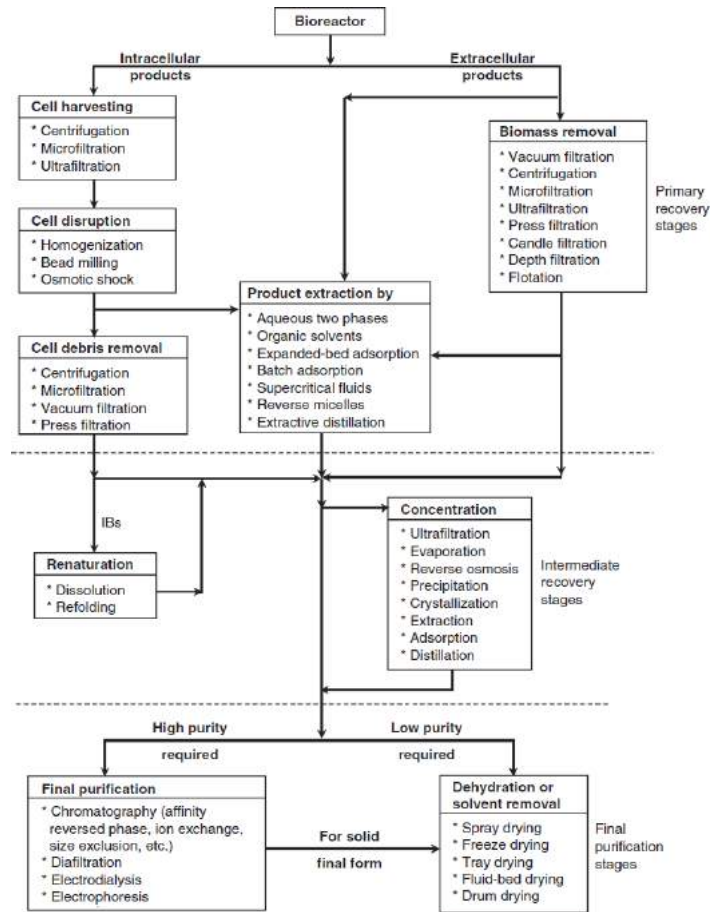 Bioreactor
Intracellular
products
Extracellular
products
Cell harvesting
* Centrifugation
* Microfiltration
* Ultrafiltration
Biomass removal
* Vacuum filtration
* Centrifugation
* Microfiltration
* Ultrafiltration
* Press filtration
* Candle filtration
* Depth filtration
* Flotation
Primary
recovery
stages
Cell disruption
* Homogenization
* Bead milling
* Osmotic shock
Product extraction by
* Aqueous two phases
* Organic solvents
* Expanded-bed adsorption
* Batch adsorption
* Supercritical fluids
* Reverse micelles
* Extractive distillation
Cell debris removal
* Centrifugation
* Microfiltration
* Vacuum filtration
* Press filtration
IBs
Renaturation
* Dissolution
* Refolding
Concentration
* Ultrafiltration
* Evaporation
* Reverse osmosis
* Precipitation
* Crystallization
* Extraction
* Adsorption
* Distillation
Intermediate
recovery
stages
High purity
required
Low purity
required
Final purification
* Chromatography (affinity
reversed phase, ion exchange,
size exclusion, etc.)
* Diafiltration
* Electrodialysis
* Electrophoresis
For solid
final form
Dehydration or
solvent removal
* Spray drying
* Freeze drying
* Tray drying
* Fluid-bed drying
* Drum drying
Final
purification
stages